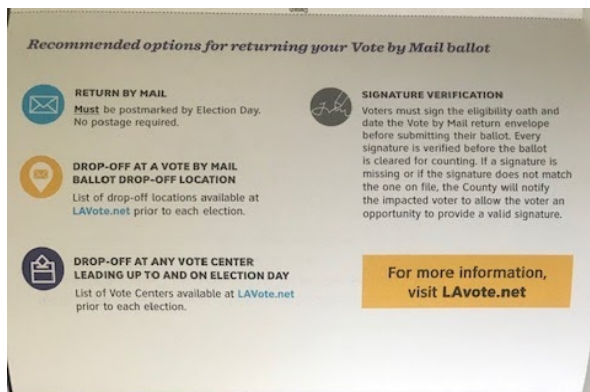 Recommended options for returning your Vote by Mail ballot
RETURN BY MAIL
Must be postmarked by Election Day.
No postage required.
DROP-OFF AT A VOTE BY MAIL
BALLOT DROP-OFF LOCATION
List of drop-off locations available at
LAVote.net prior to each election.
DROP-OFF AT ANY VOTE CENTER
LEADING UP TO AND ON ELECTION DAY
List of Vote Centers available at LAVote.net
prior to each election.
SIGNATURE VERIFICATION
Voters must sign the eligibility oath and
date the Vote by Mail return envelope
before submitting their ballot. Every
signature is verified before the ballot
is cleared for counting. If a signature is
missing or if the signature does not match
the one on file, the County will notify
the impacted voter to allow the voter an
opportunity to provide a valid signature.
For more information,
visit LAvote.net